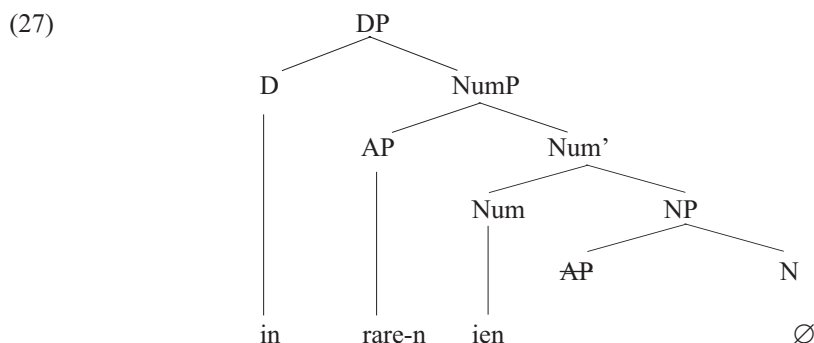 (27) DP
D NumP
AP Num’
Num NP
AP N
in rare-n ien ∅